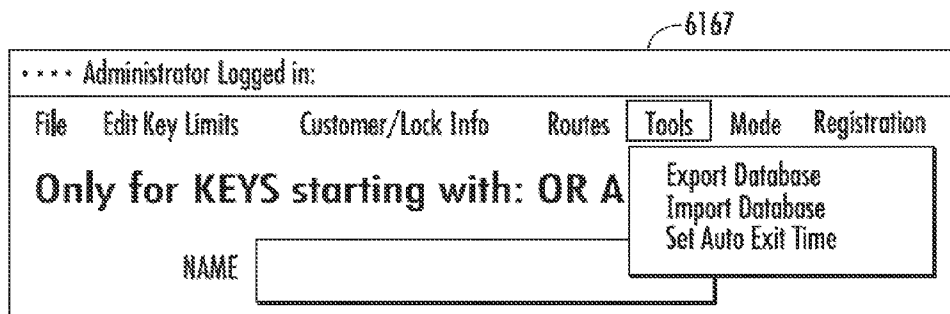 6167
Administrator Logged in:
File Edit Key Limits Customer/Lock Info Routes Tools Mode Registration
Only for KEYS starting with: OR A
Export Database
Import Database
Set Auto Exit Time
NAME